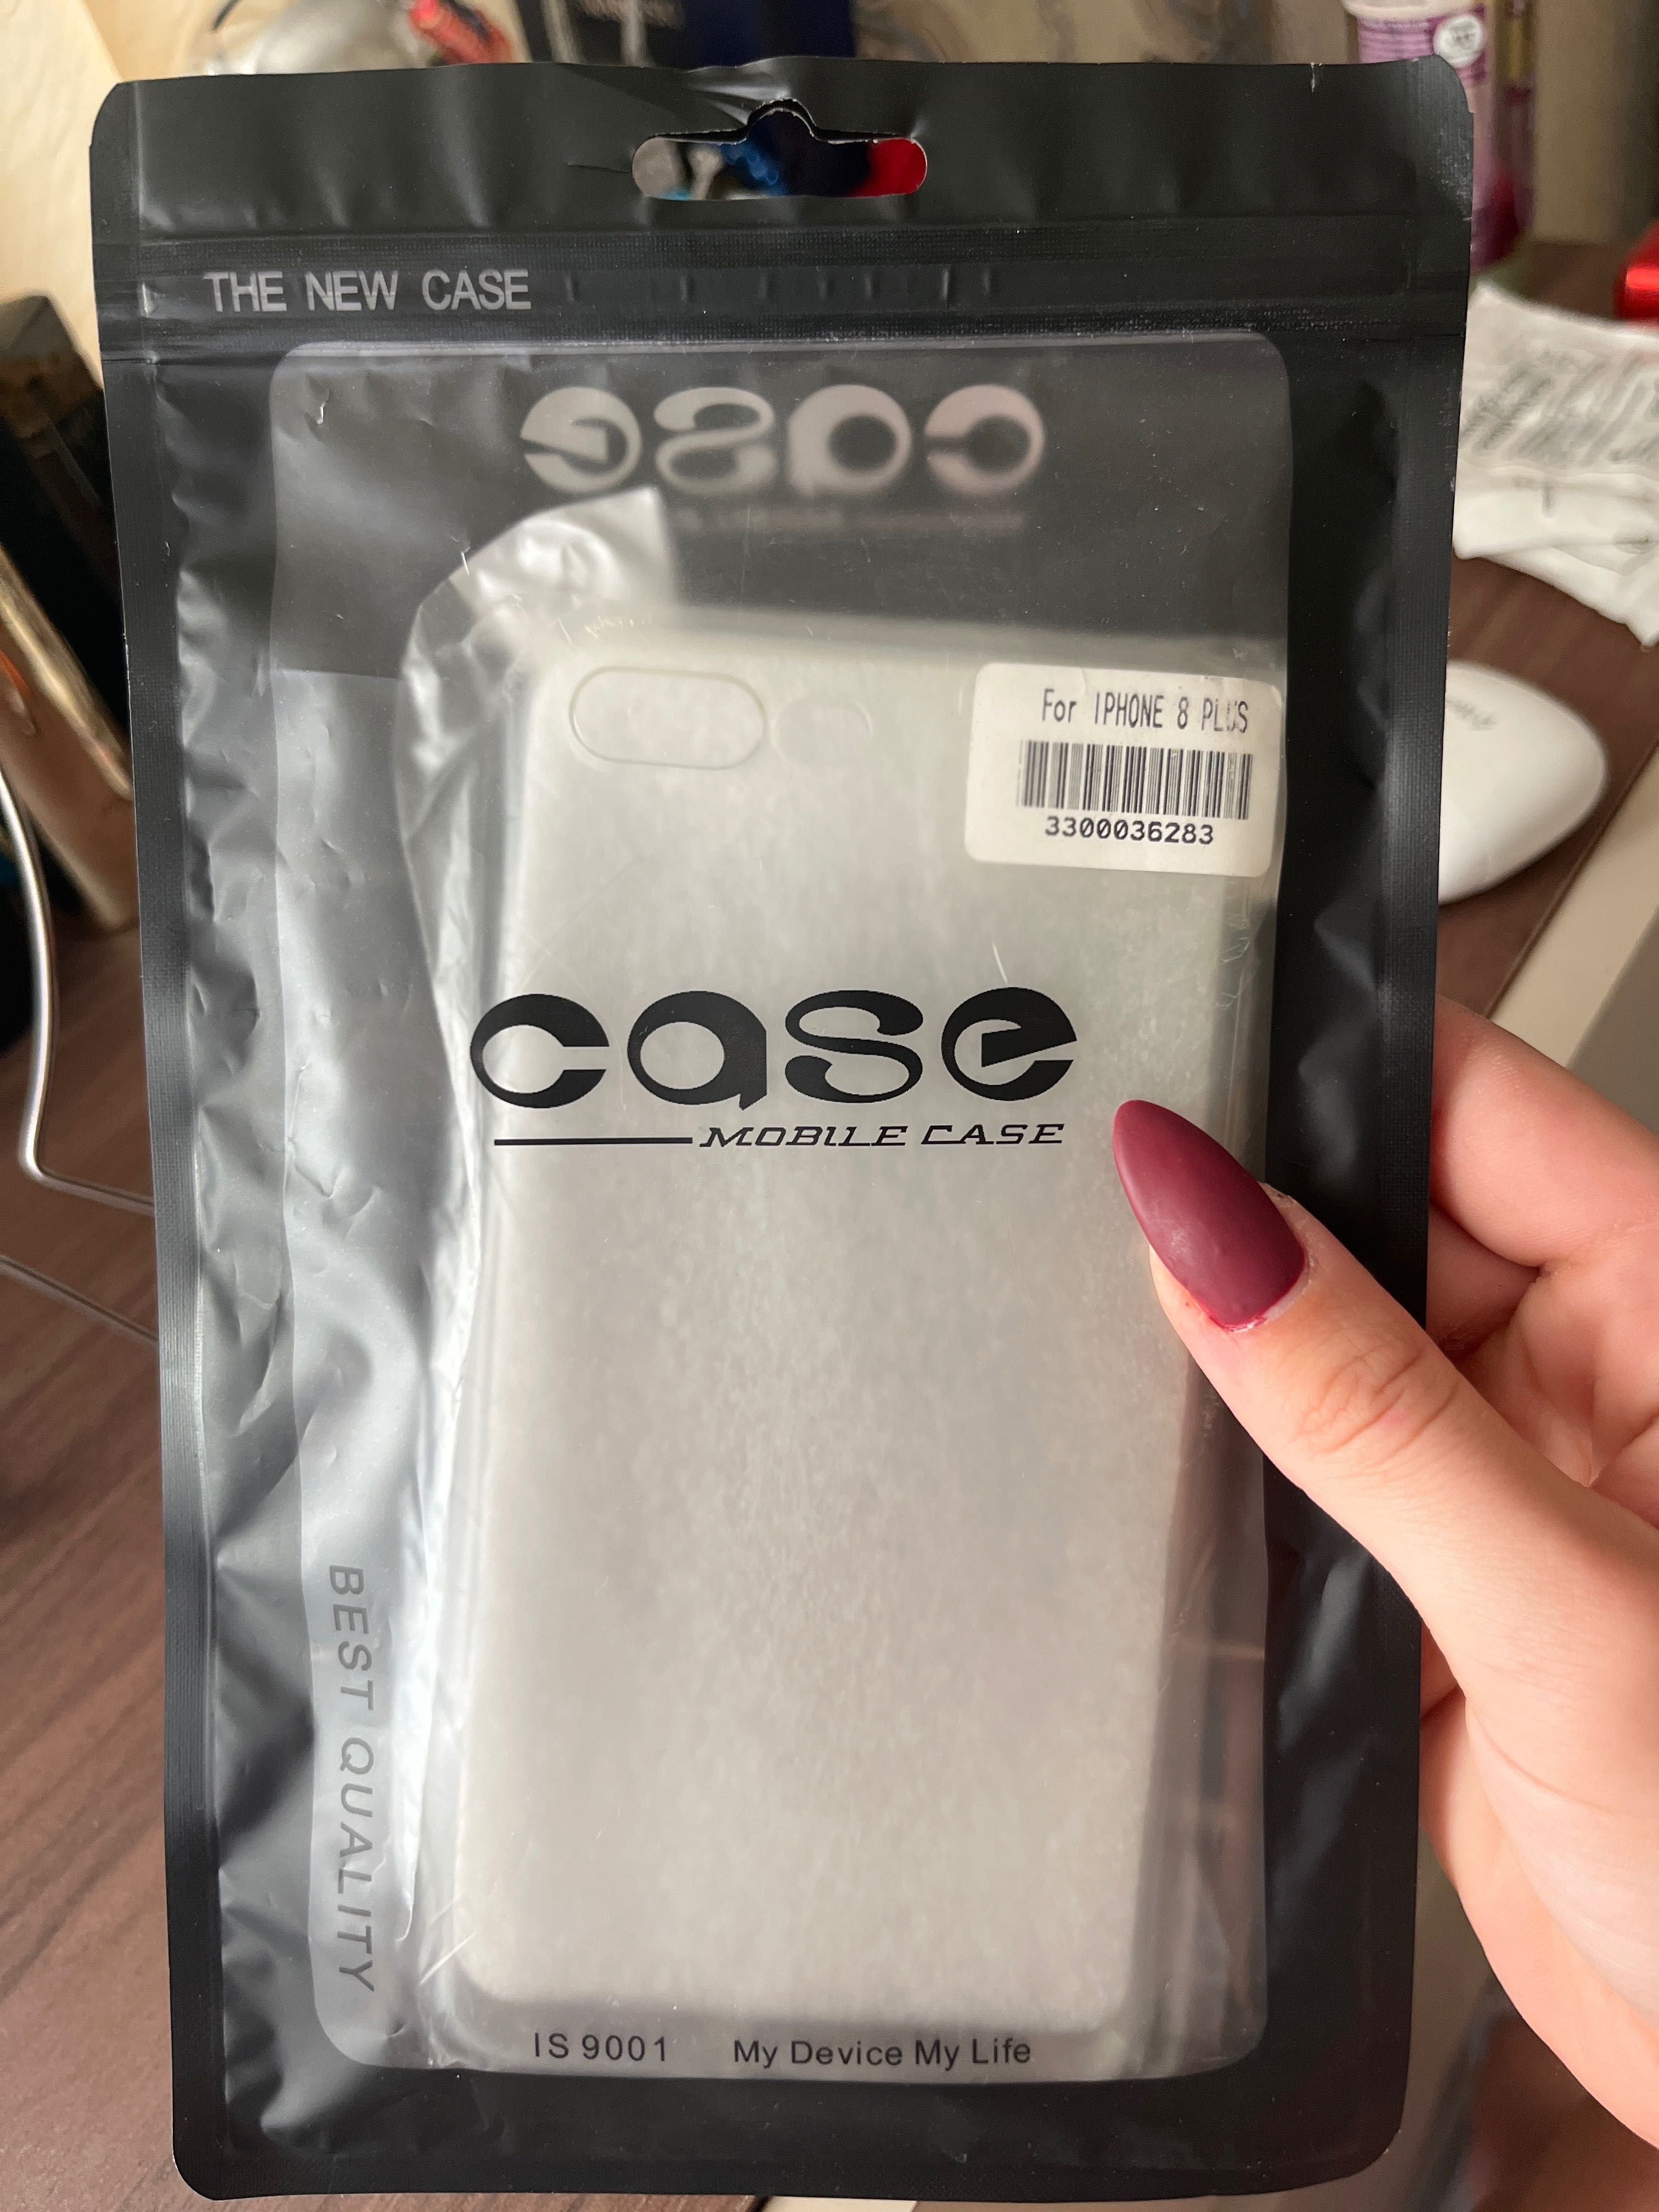 THE NEW CASE
case
For IPHONE 8 PLUS
3300036283
case
MOBILE CASE
BEST QUALITY
IS 9001 My Device My Life